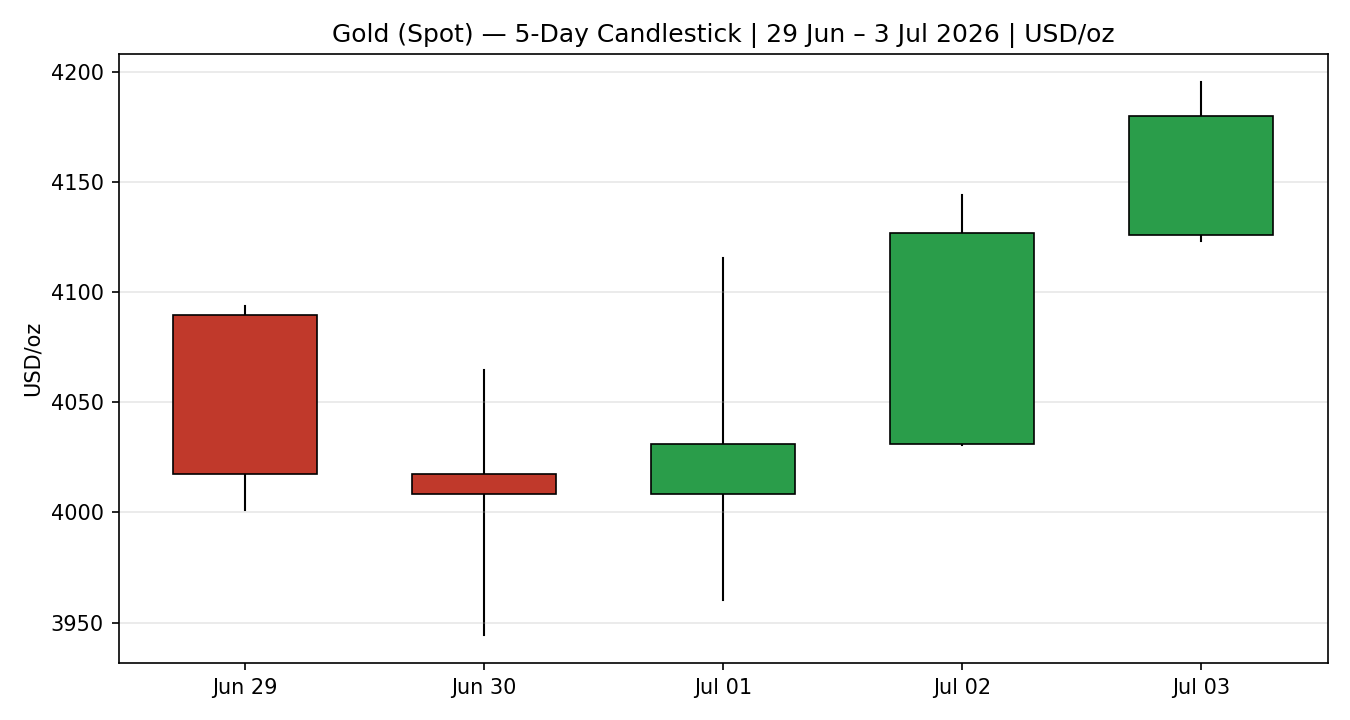 Gold (Spot) — 5-Day Candlestick | 29 Jun – 3 Jul 2026 | USD/oz
4200
4150
4100
4050
4000
3950
USD/oz
Jun 29
Jun 30
Jul 01
Jul 02
Jul 03